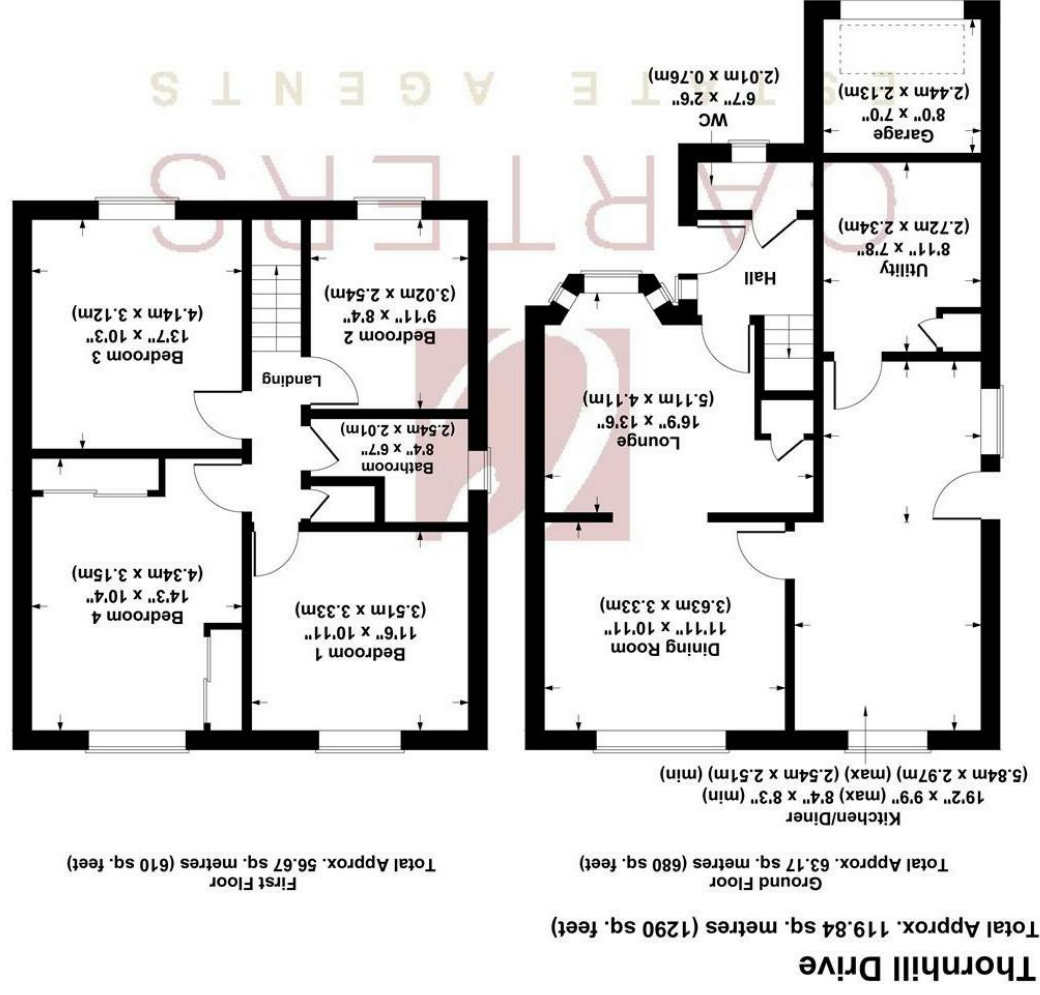 Thornhill Drive
Total Approx. 119.84 sq. metres (1290 sq. feet)
Ground Floor
Total Approx. 63.17 sq. metres (680 sq. feet)
First Floor
Total Approx. 56.67 sq. metres (610 sq. feet)
Kitchen/Diner
19'2" x 9'9" (max) 8'4" x 8'3" (min)
(5.84m x 2.97m) (max) (2.54m x 2.51m) (min)
Dining Room
11'11" x 10'11"
(3.63m x 3.33m)
Lounge
16'9" x 13'6"
(5.11m x 4.11m)
Utility
8'11" x 7'8"
(2.72m x 2.34m)
Hall
Garage
8'0" x 7'0"
(2.44m x 2.13m)
WC
6'7" x 2'6"
(2.01m x 0.76m)
Bedroom 1
11'6" x 10'11"
(3.51m x 3.33m)
Bedroom 4
14'3" x 10'4"
(4.34m x 3.15m)
Bathroom
8'4" x 6'7"
(2.54m x 2.01m)
Landing
Bedroom 2
9'11" x 8'4"
(3.02m x 2.54m)
Bedroom 3
13'7" x 10'3"
(4.14m x 3.12m)
CARTERS
ESTATE AGENTS